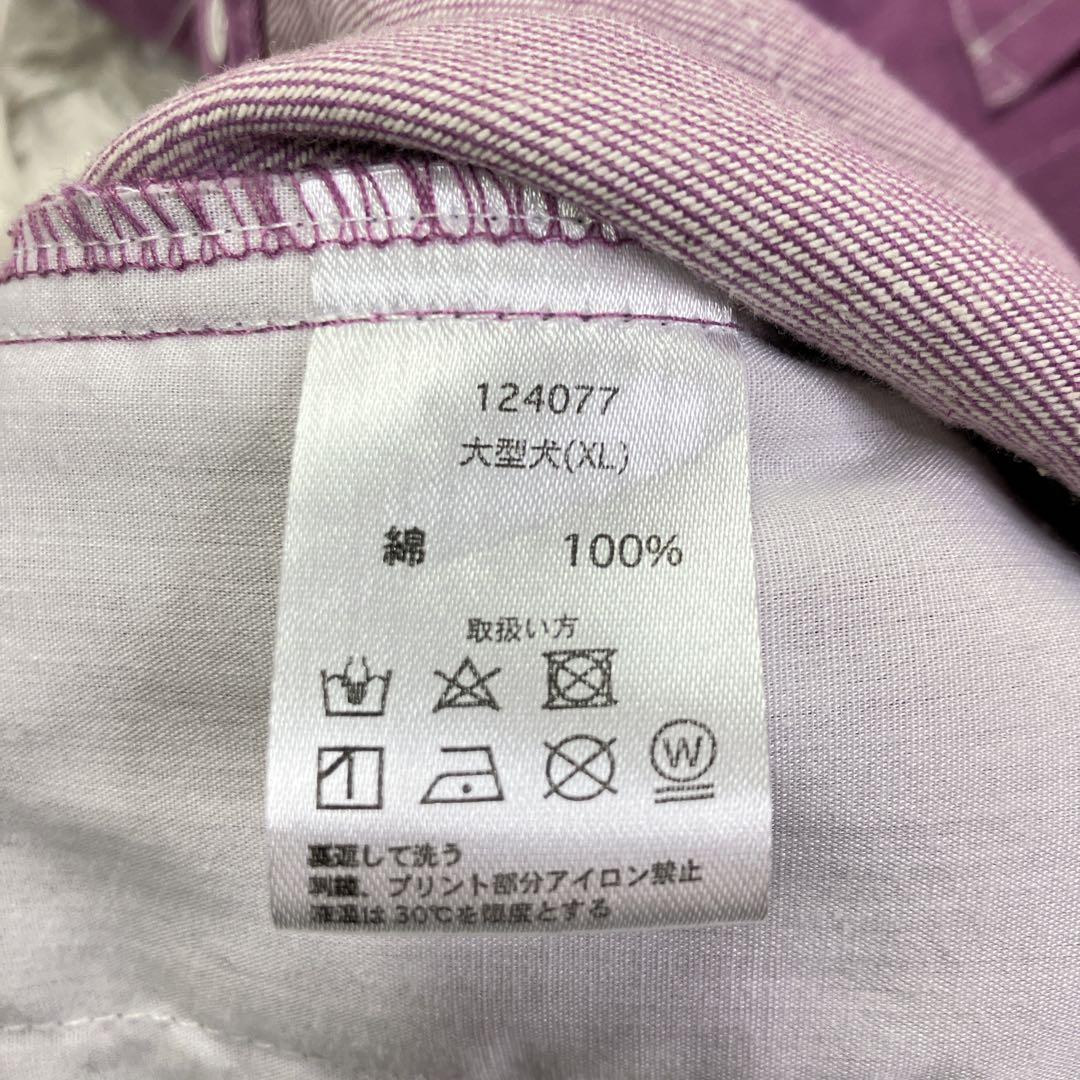 124077
大型犬(XL)
綿 100%
取扱い方
W
裏返して洗う
刺繍、プリント部分アイロン禁止
液温は30℃を限度とする